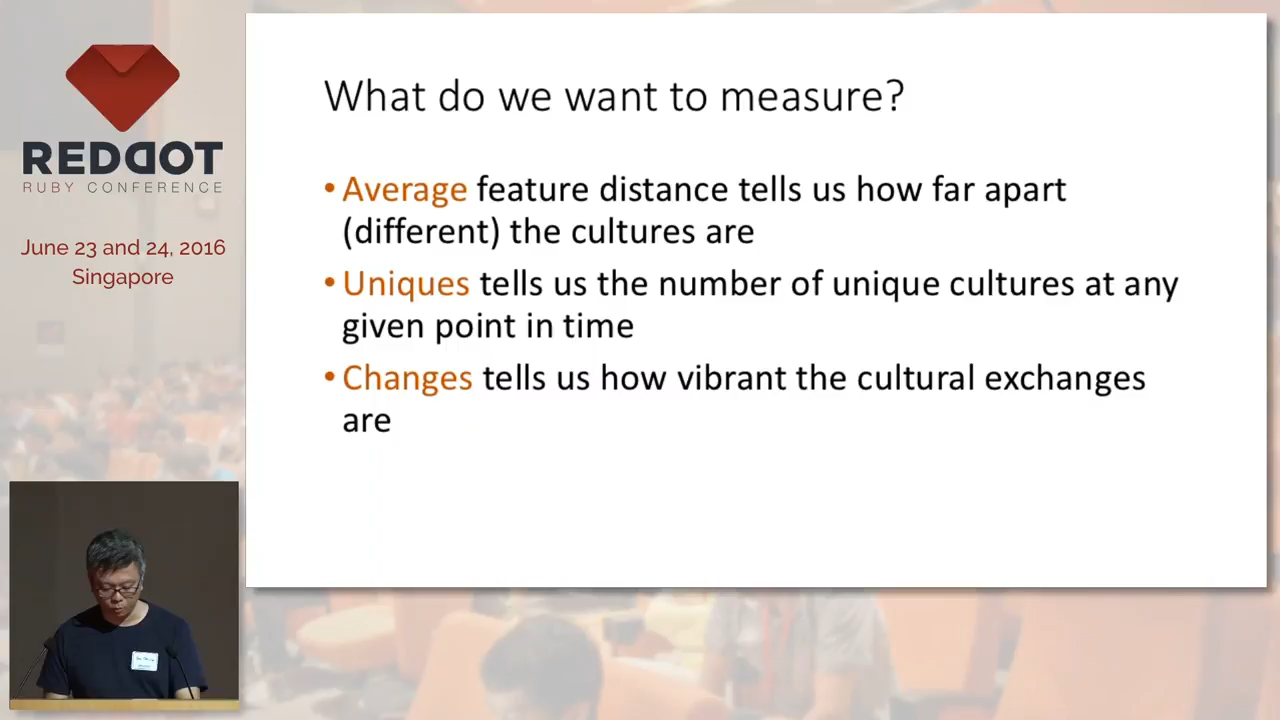 REDDOT
RUBY CONFERENCE
June 23 and 24, 2016
Singapore
What do we want to measure?
• Average feature distance tells us how far apart
(different) the cultures are
• Uniques tells us the number of unique cultures at any
given point in time
• Changes tells us how vibrant the cultural exchanges
are